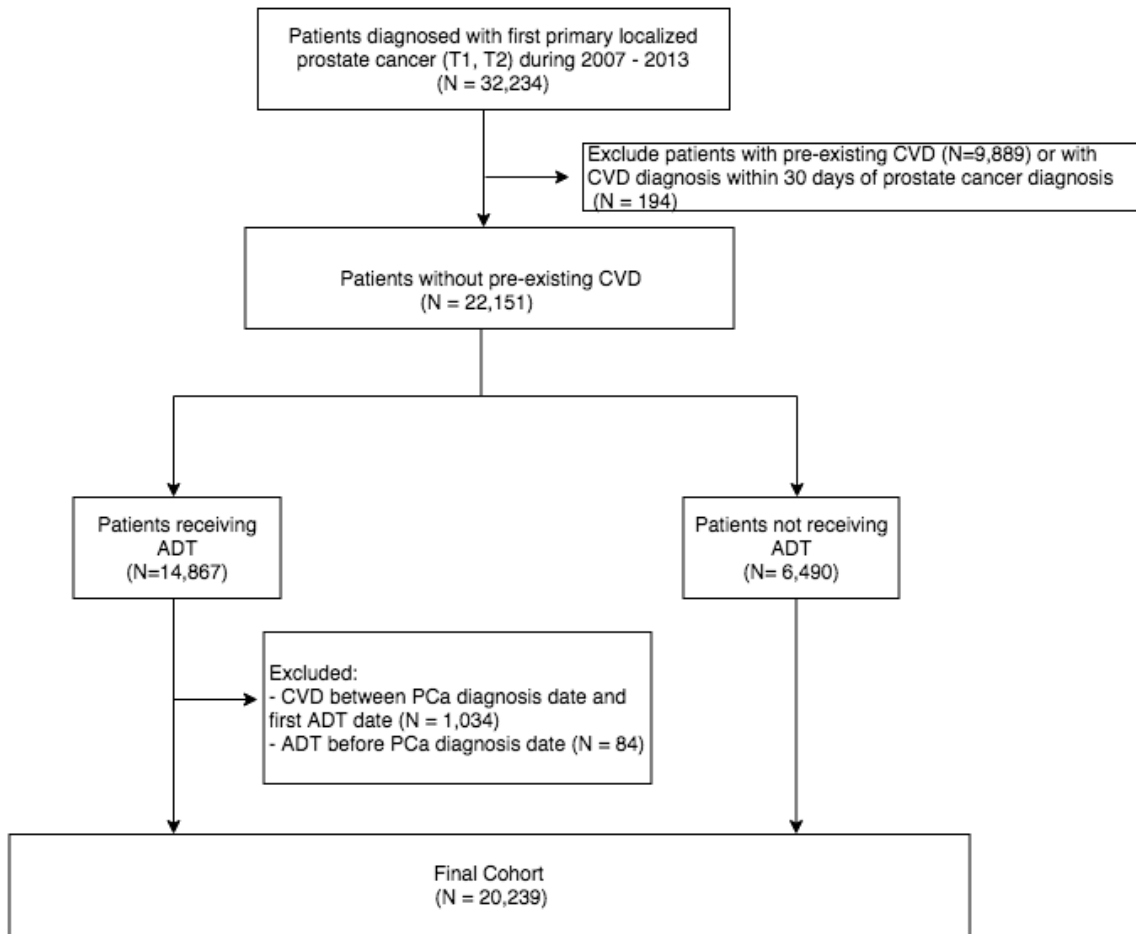 Patients diagnosed with first primary localized
prostate cancer (T1, T2) during 2007 - 2013
(N = 32,234)
Exclude patients with pre-existing CVD (N=9,889) or with
CVD diagnosis within 30 days of prostate cancer diagnosis
(N = 194)
Patients without pre-existing CVD
(N = 22,151)
Patients receiving
ADT
(N=14,867)
Patients not receiving
ADT
(N= 6,490)
Excluded:
- CVD between PCa diagnosis date and
first ADT date (N = 1,034)
- ADT before PCa diagnosis date (N = 84)
Final Cohort
(N = 20,239)